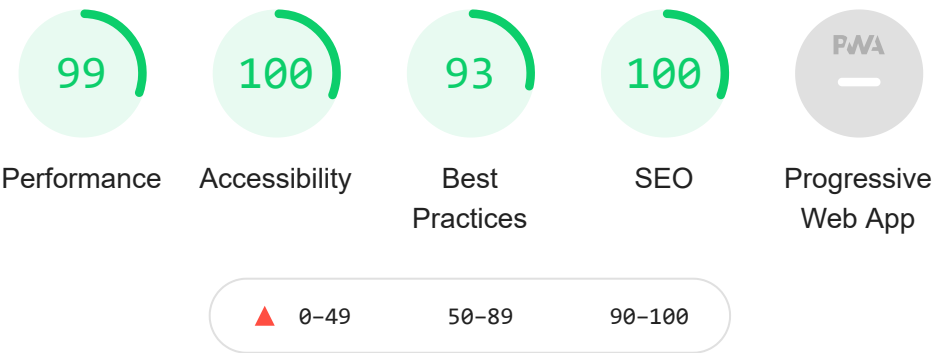 99 100 93 100 PWA
Performance Accessibility Best Practices SEO Progressive Web App
0–49 50–89 90–100